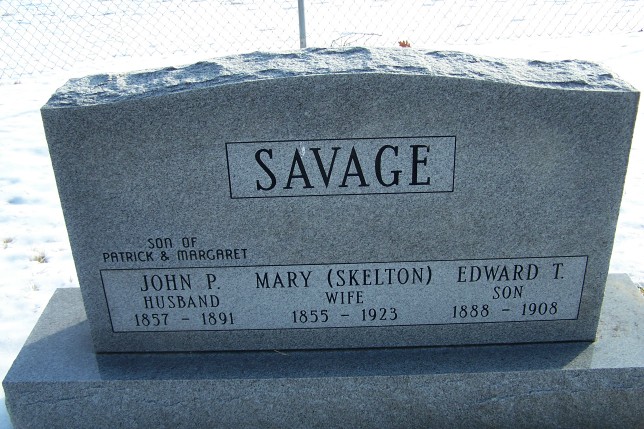 SAVAGE
SON OF
PATRICK & MARGARET
JOHN P. MARY (SKELTON) EDWARD T.
HUSBAND WIFE SON
1857 - 1891 1855 - 1923 1888 - 1908